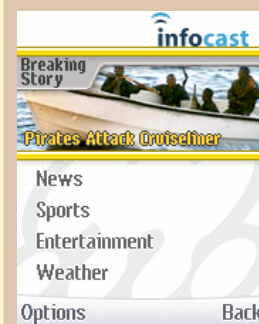 infocast
Breaking
Story
Pirates Attack Cruiseliner
News
Sports
Entertainment
Weather
Options Back